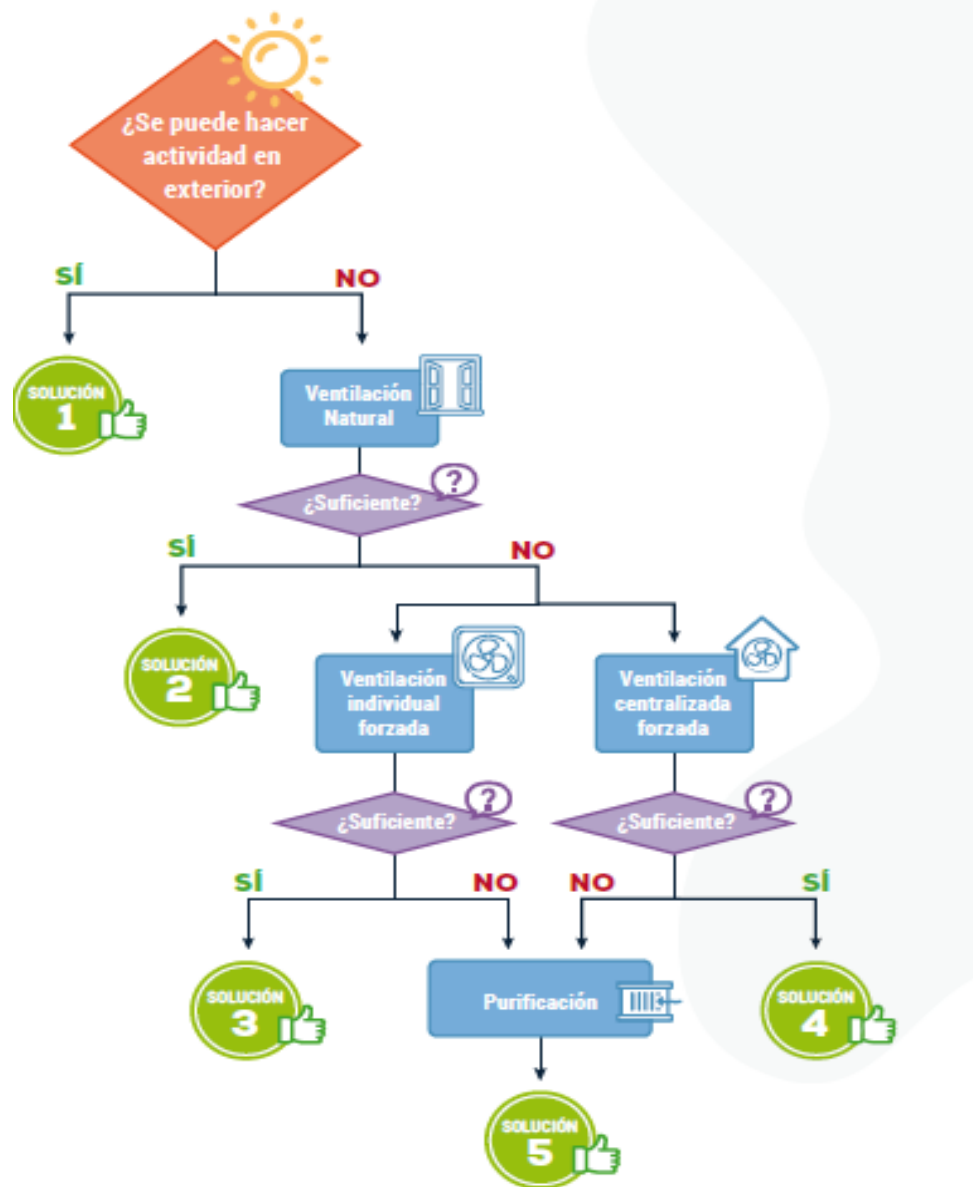 ¿Se puede hacer
actividad en
exterior?
SÍ
NO
SOLUCIÓN
1
Ventilación
Natural
?
¿Suficiente?
SÍ
NO
SOLUCIÓN
2
Ventilación
individual
forzada
Ventilación
centralizada
forzada
?
¿Suficiente?
?
¿Suficiente?
SÍ
NO
NO
SÍ
SOLUCIÓN
3
Purificación
SOLUCIÓN
4
SOLUCIÓN
5